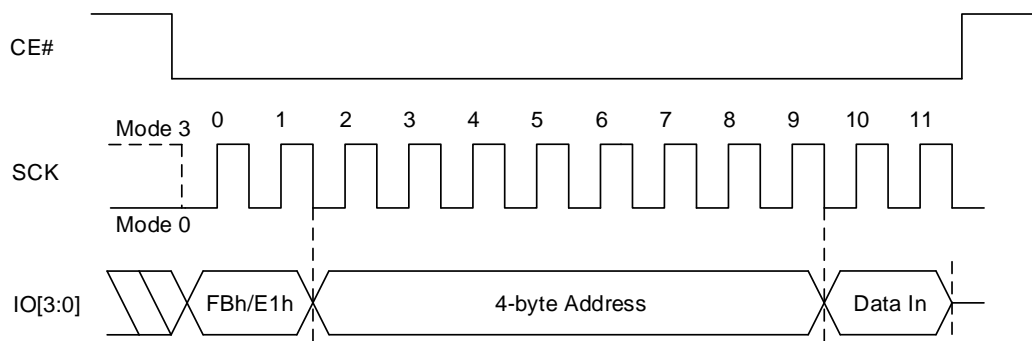 CE#
Mode 3 0 1 2 3 4 5 6 7 8 9 10 11
SCK
Mode 0
IO[3:0] FBh/E1h 4-byte Address Data In